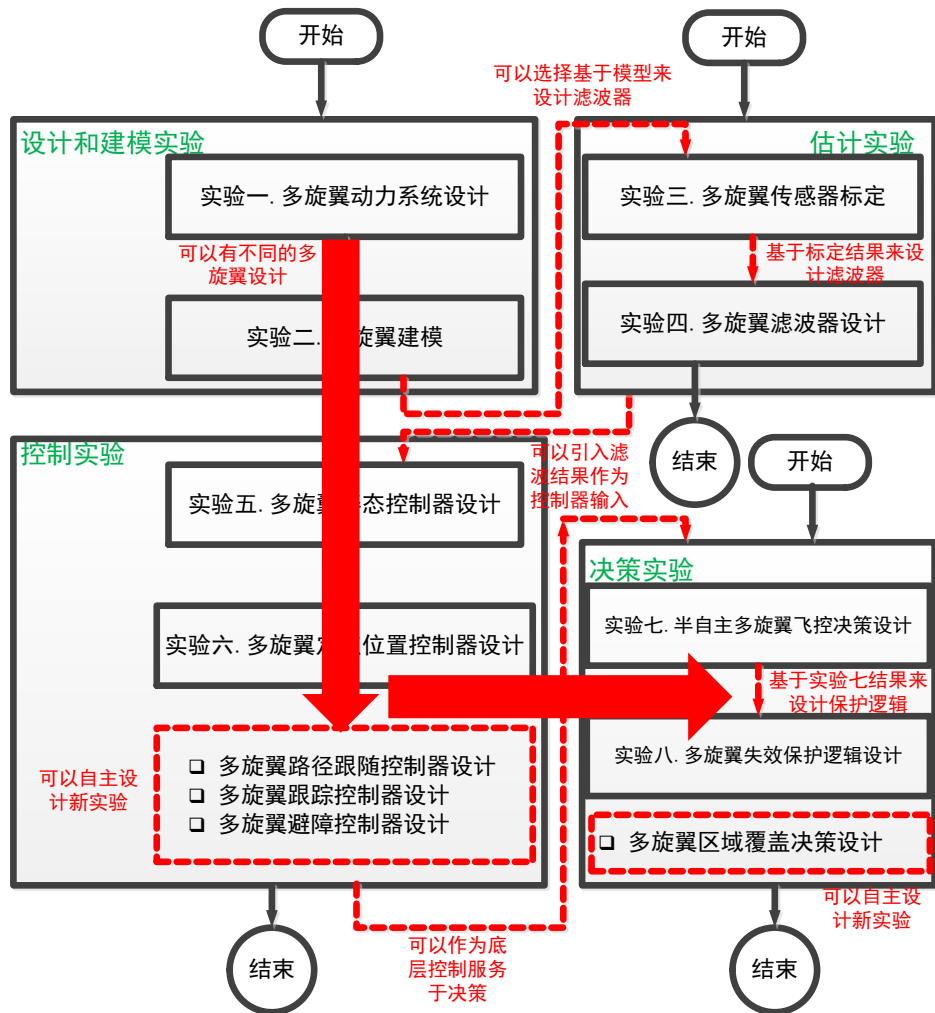 开始
开始
可以选择基于模型来
设计滤波器
设计和建模实验
估计实验
实验一. 多旋翼动力系统设计
实验三. 多旋翼传感器标定
可以有不同的多
旋翼设计
基于标定结果来设
计滤波器
实验二. 旋翼建模
实验四. 多旋翼滤波器设计
控制实验
可以引入滤
波结果作为
控制器输入
结束
开始
实验五. 多旋翼态控制器设计
决策实验
实验七. 半自主多旋翼飞控决策设计
实验六. 多旋翼位置控制器设计
基于实验七结果来
设计保护逻辑
实验八. 多旋翼失效保护逻辑设计
可以自主设
计新实验
多旋翼路径跟随控制器设计
多旋翼跟踪控制器设计
多旋翼避障控制器设计
多旋翼区域覆盖决策设计
可以自主设
计新实验
可以作为底
层控制服务
于决策
结束
结束